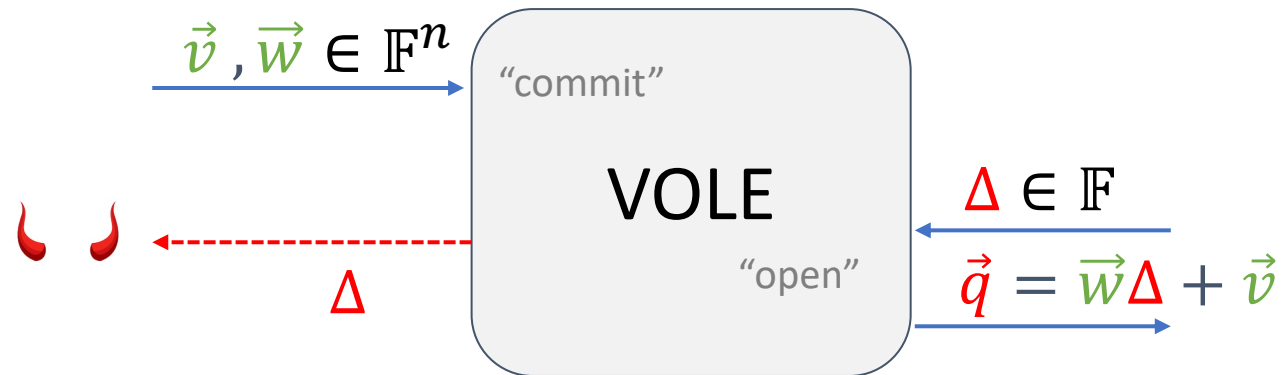 v⃗ , w⃗ ∈ 𝔽ⁿ
“commit”
VOLE
Δ ∈ 𝔽
“open”
q⃗ = w⃗Δ + v⃗
Δ